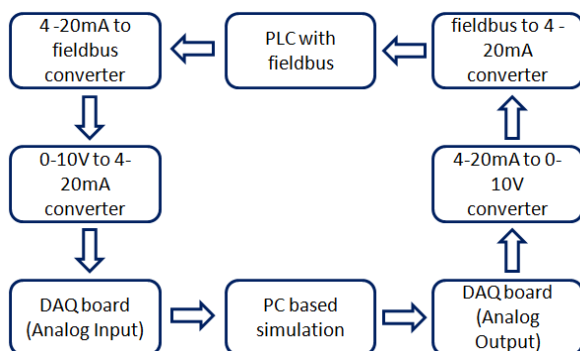 4-20mA to
fieldbus
converter
PLC with
fieldbus
fieldbus to 4-
20mA
converter
0-10V to 4-
20mA
converter
4-20mA to 0-
10V
converter
DAQ board
(Analog Input)
PC based
simulation
DAQ board
(Analog
Output)